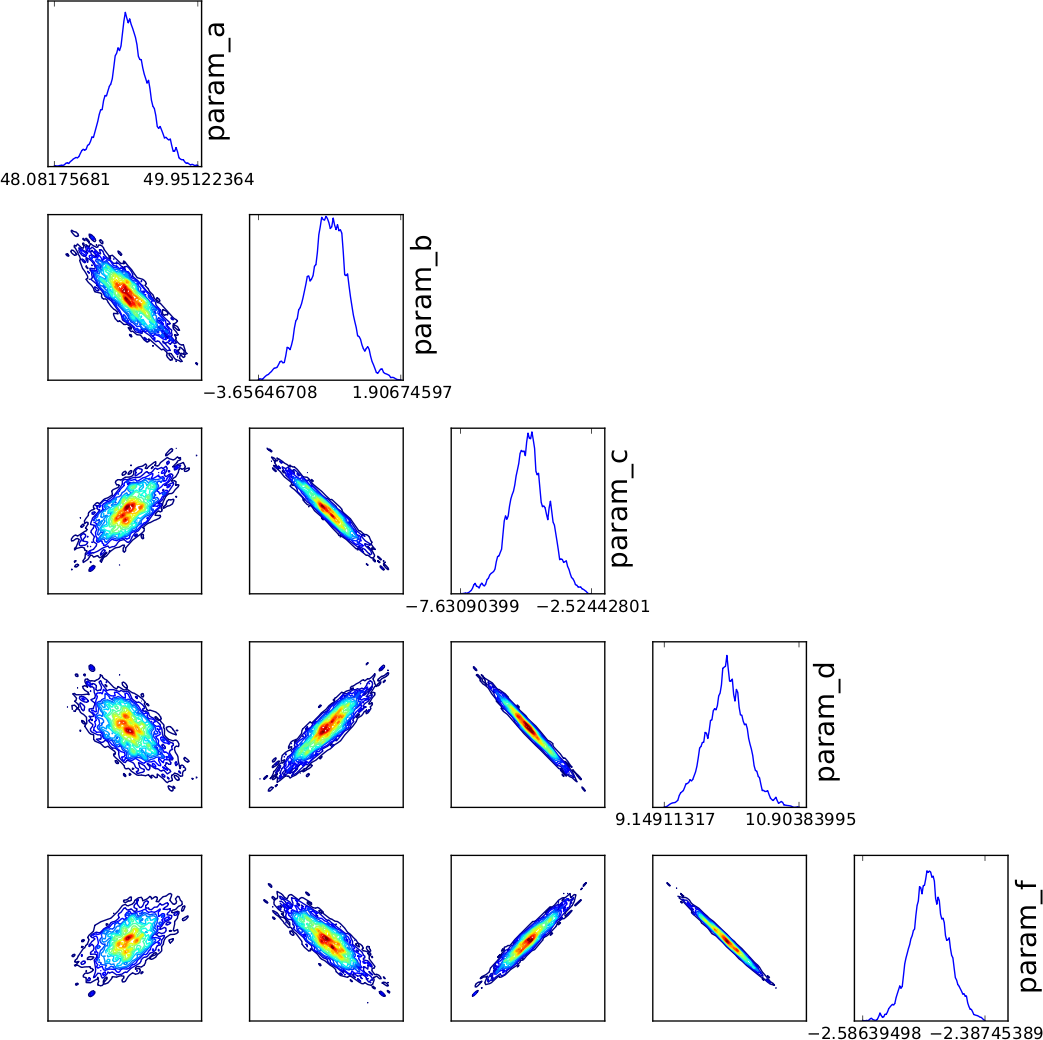 param_a
48.08175681 49.95122364
param_b
−3.65646708 1.90674597
param_c
−7.63090399 −2.52442801
param_d
9.14911317 10.90383995
param_f
−2.58639498 −2.38745389